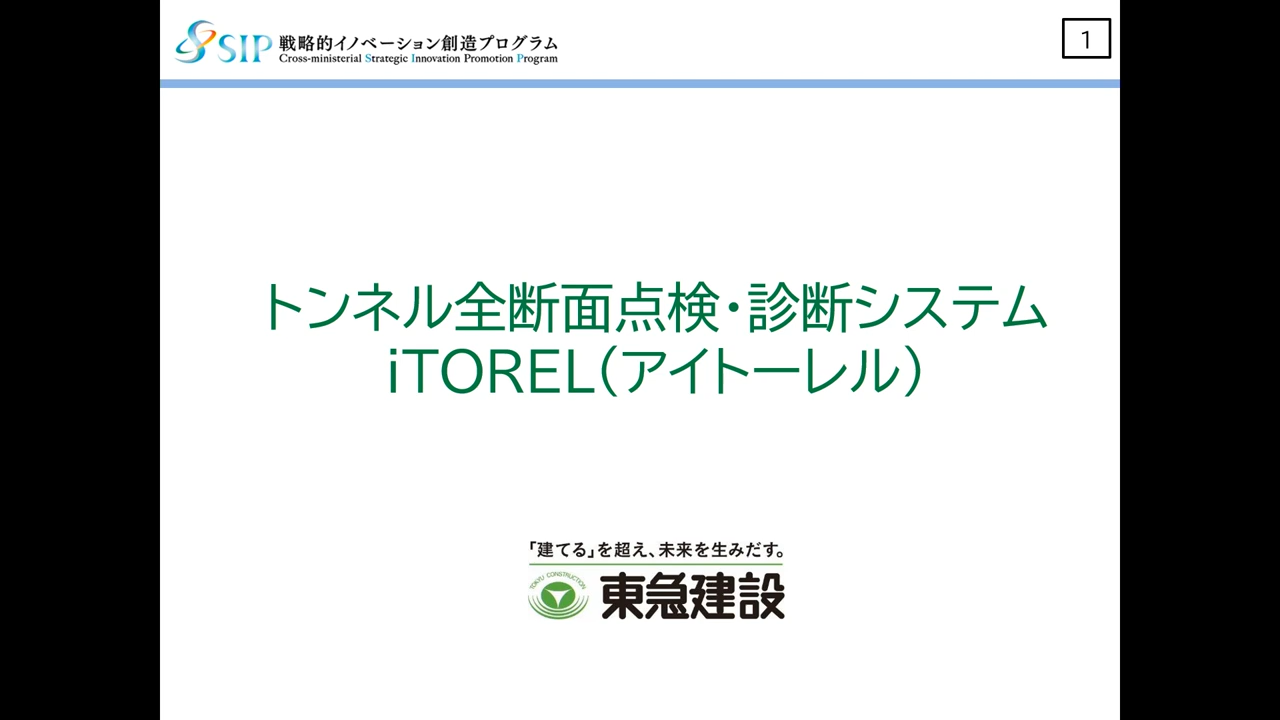 SIP 戦略的イノベーション創造プログラム
Cross-ministerial Strategic Innovation Promotion Program
1
トンネル全断面点検・診断システム
iTOREL(アイトーレル)
「建てる」を超え、未来を生みだす。
TOKYU CONSTRUCTION
東急建設